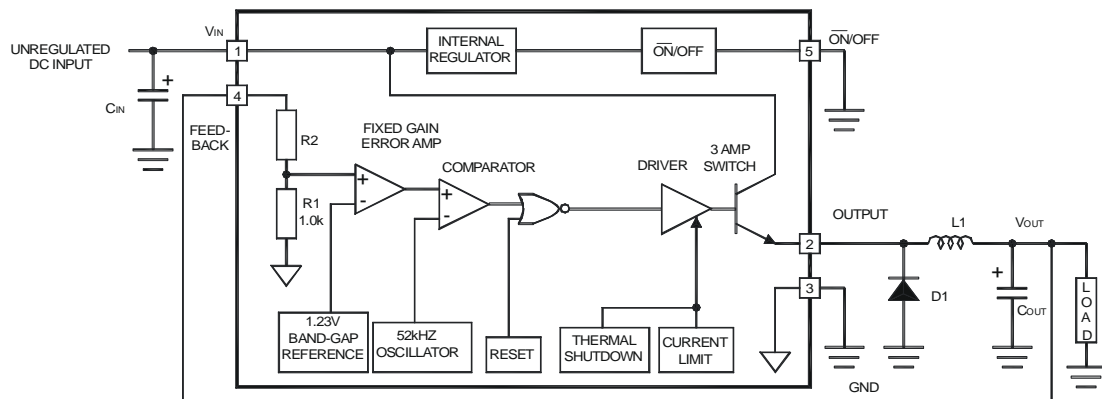 UNREGULATED
DC INPUT
VIN
1
INTERNAL
REGULATOR
ON/OFF
5
ON/OFF
+
CIN
4
FEED-
BACK
R2
R1
1.0k
FIXED GAIN
ERROR AMP
+
-
COMPARATOR
+
-
DRIVER
3 AMP
SWITCH
OUTPUT
2
L1
VOUT
3
D1
+
COUT
LOAD
1.23V
BAND-GAP
REFERENCE
52kHZ
OSCILLATOR
RESET
THERMAL
SHUTDOWN
CURRENT
LIMIT
GND